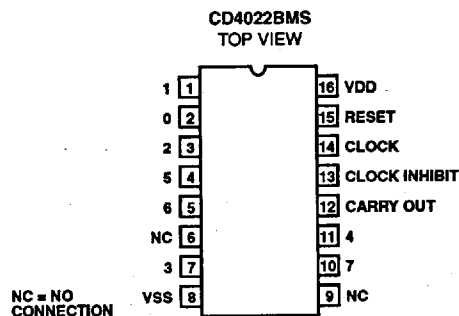 CD4022BMS
TOP VIEW
1 1
0 2
2 3
5 4
6 5
NC 6
3 7
VSS 8
16 VDD
15 RESET
14 CLOCK
13 CLOCK INHIBIT
12 CARRY OUT
11 4
10 7
9 NC
NC = NO
CONNECTION